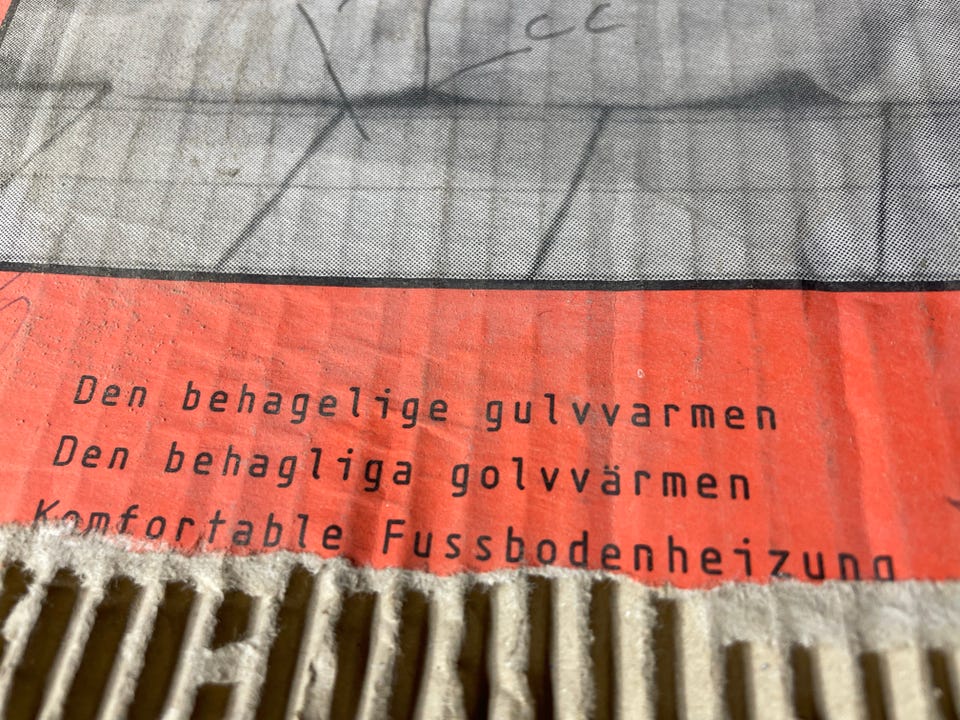 Den behagelige gulvvarmen
Den behagliga golvvärmen
Komfortable Fussbodenheizung